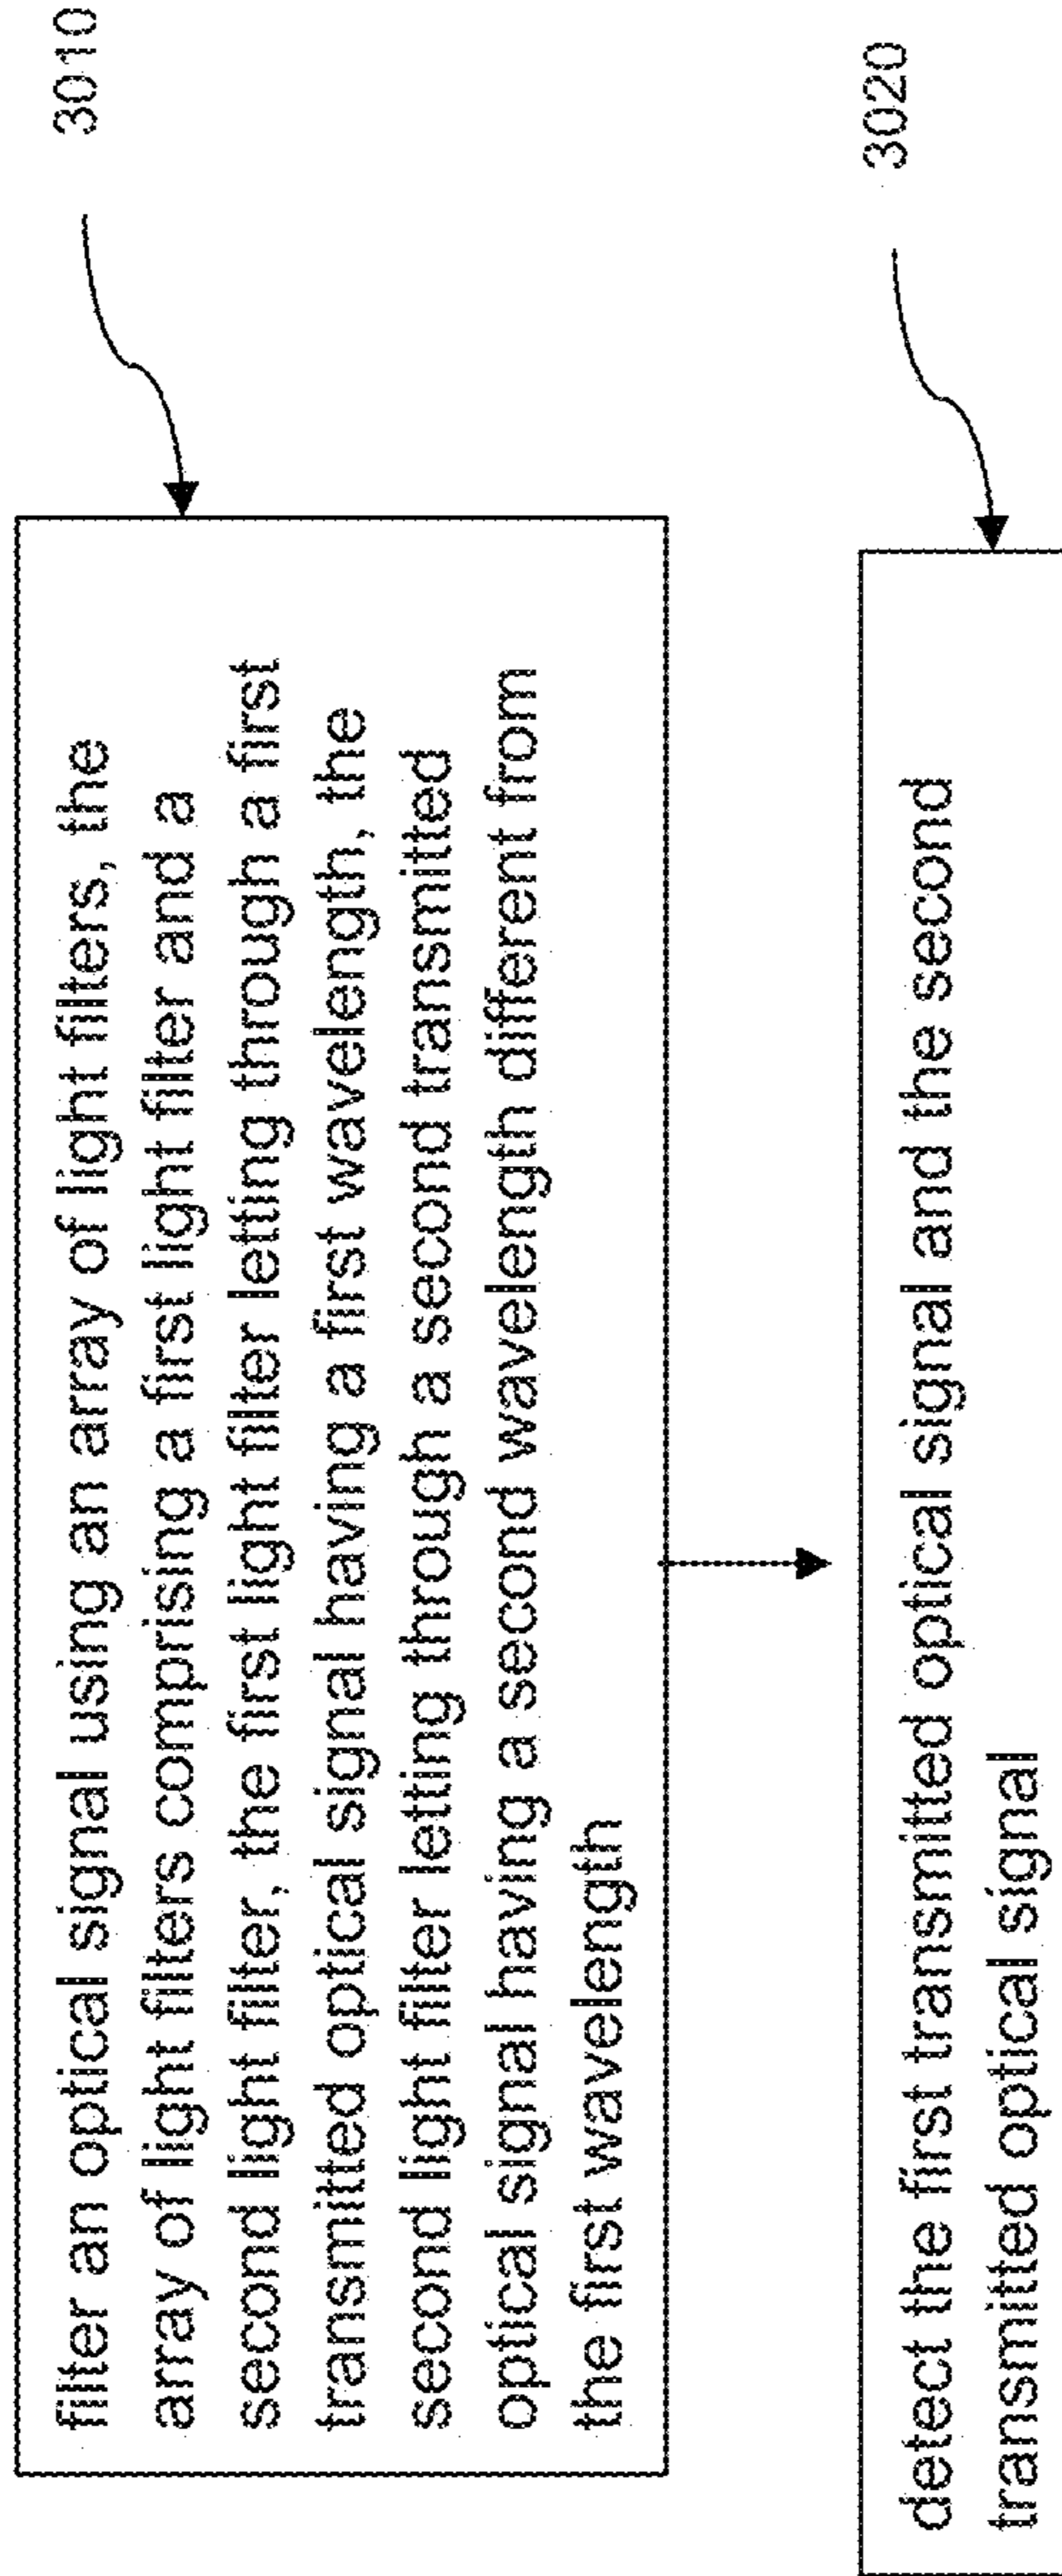 filter an optical signal using an array of light filters, the
array of light filters comprising a first light filter and a
second light filter, the first light filter letting through a first
transmitted optical signal having a first wavelength, the
second light filter letting through a second transmitted
optical signal having a second wavelength different from
the first wavelength
3010
detect the first transmitted optical signal and the second
transmitted optical signal
3020